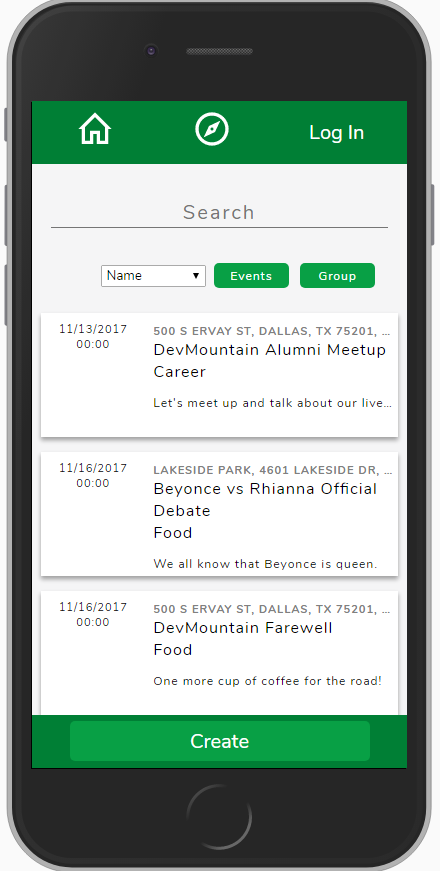 Log In
Search
Name
Events
Group
11/13/2017
00:00
500 S ERVAY ST, DALLAS, TX 75201, ...
DevMountain Alumni Meetup
Career
Let's meet up and talk about our live...
11/16/2017
00:00
LAKESIDE PARK, 4601 LAKESIDE DR, ...
Beyonce vs Rhianna Official
Debate
Food
We all know that Beyonce is queen.
11/16/2017
00:00
500 S ERVAY ST, DALLAS, TX 75201, ...
DevMountain Farewell
Food
One more cup of coffee for the road!
Create